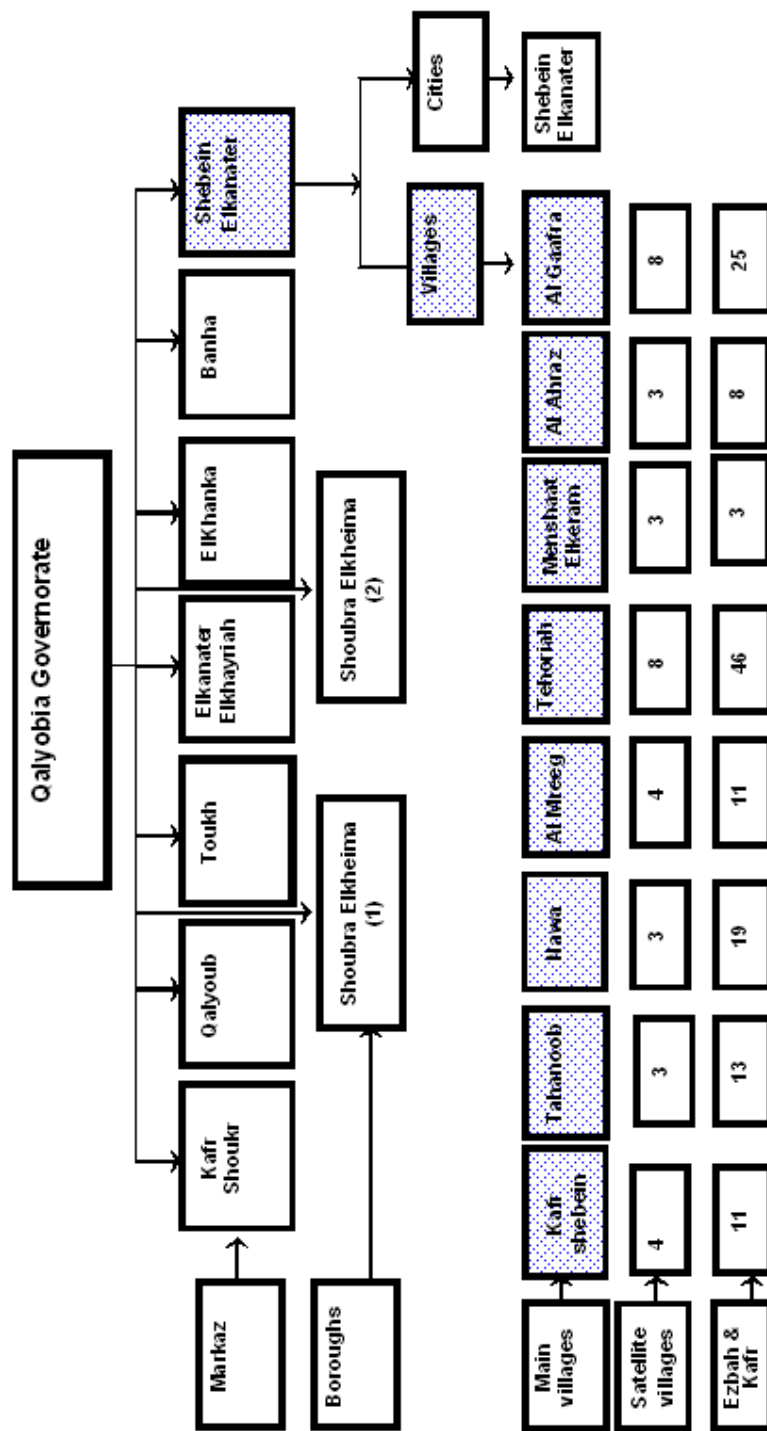 Qalyobia Governorate
Markaz
Kafr
Shoukr
Qalyoub
Toukh
Elkanater
Elkhayriah
ElKhanka
Banha
Shebein
Elkanater
Boroughs
Shoubra Elkheima
(1)
Shoubra Elkheima
(2)
Villages
Cities
Shebein
Elkanater
Main
villages
Kafr
shebein
Tahanoob
Nawa
Al Mreeg
Tehoriah
Menshaat
Elkeram
Al Ahraz
Al Gaafra
Satellite
villages
4
3
3
4
8
3
3
8
Ezbah &
Kafr
11
13
19
11
46
3
8
25